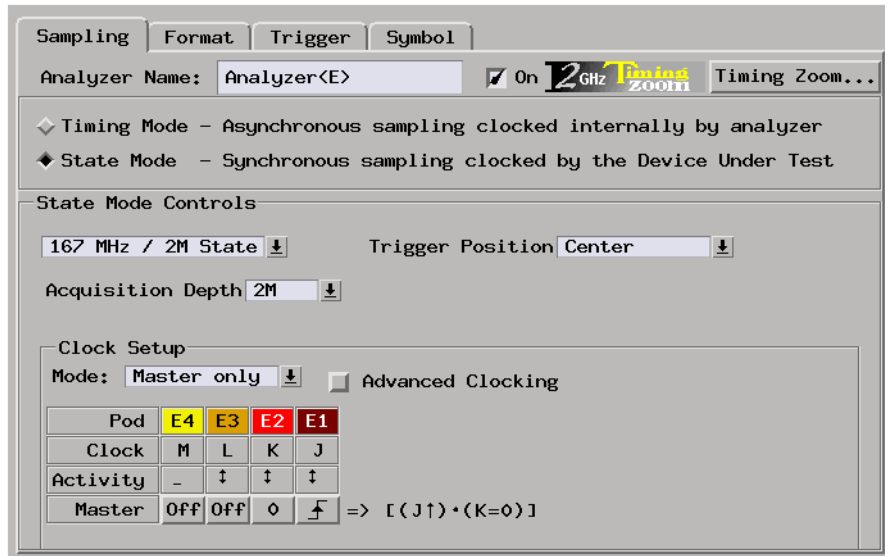 Sampling Format Trigger Symbol
Analyzer Name: Analyzer<E> On 2GHz Timing Zoom Timing Zoom...
Timing Mode – Asynchronous sampling clocked internally by analyzer
State Mode – Synchronous sampling clocked by the Device Under Test
State Mode Controls
167 MHz / 2M State Trigger Position Center
Acquisition Depth 2M
Clock Setup
Mode: Master only Advanced Clocking
Pod E4 E3 E2 E1
Clock M L K J
Activity – ↕ ↕ ↕
Master Off Off 0 => [(J↑)·(K=0)]